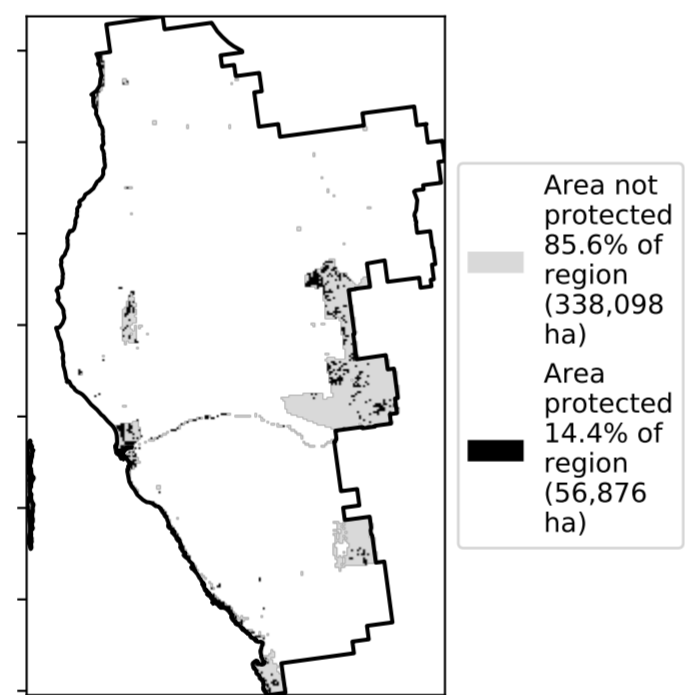 Area not
protected
85.6% of
region
(338,098
ha)
Area
protected
14.4% of
region
(56,876
ha)